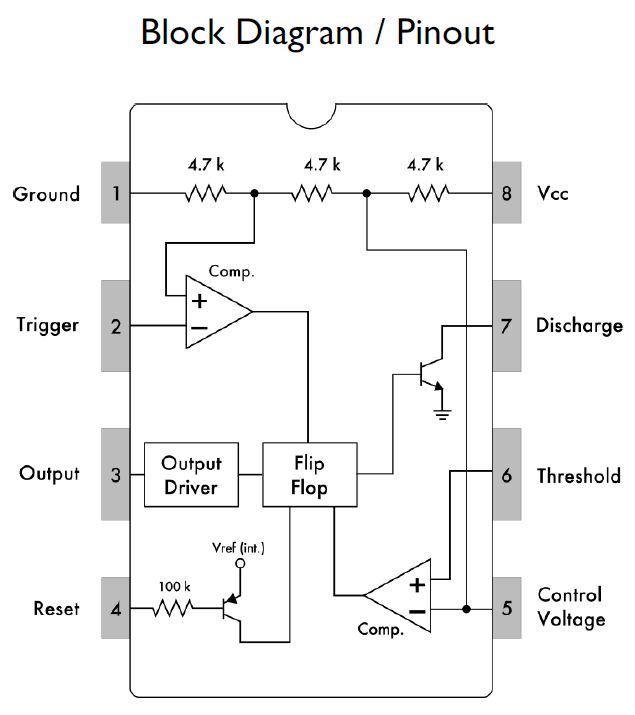 Block Diagram / Pinout
4.7 k 4.7 k 4.7 k
Ground 1 8 Vcc
Comp.
+
Trigger 2 − 7 Discharge
Output 3 Output Driver Flip Flop 6 Threshold
Vref (int.)
100 k
Reset 4 + − 5 Control Voltage
Comp.